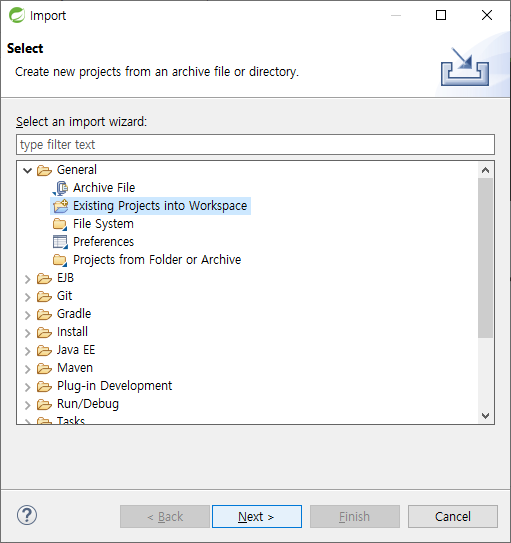 Import
Select
Create new projects from an archive file or directory.
Select an import wizard:
type filter text
General
Archive File
Existing Projects into Workspace
File System
Preferences
Projects from Folder or Archive
EJB
Git
Gradle
Install
Java EE
Maven
Plug-in Development
Run/Debug
Tasks
?
< Back
Next >
Finish
Cancel